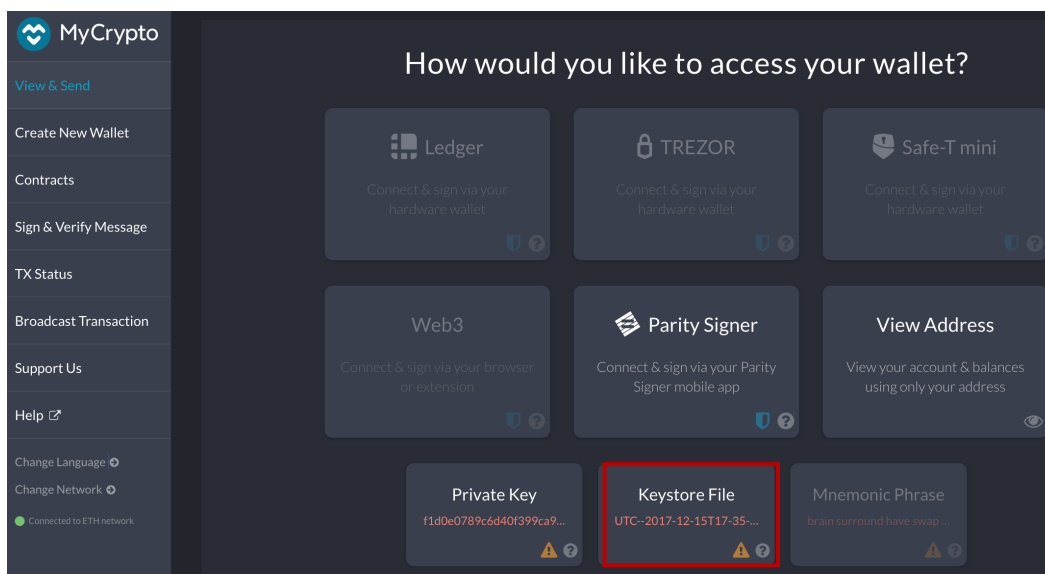 MyCrypto
View & Send
Create New Wallet
Contracts
Sign & Verify Message
TX Status
Broadcast Transaction
Support Us
Help
Change Language
Change Network
Connected to ETH network
How would you like to access your wallet?
Ledger
Connect & sign via your
hardware wallet
TREZOR
Connect & sign via your
hardware wallet
Safe-T mini
Connect & sign via your
hardware wallet
Web3
Connect & sign via your browser
or extension
Parity Signer
Connect & sign via your Parity
Signer mobile app
View Address
View your account & balances
using only your address
Private Key
f1d0e0789c6d40f399ca9...
Keystore File
UTC--2017-12-15T17-35-...
Mnemonic Phrase
brain surround have swap ...